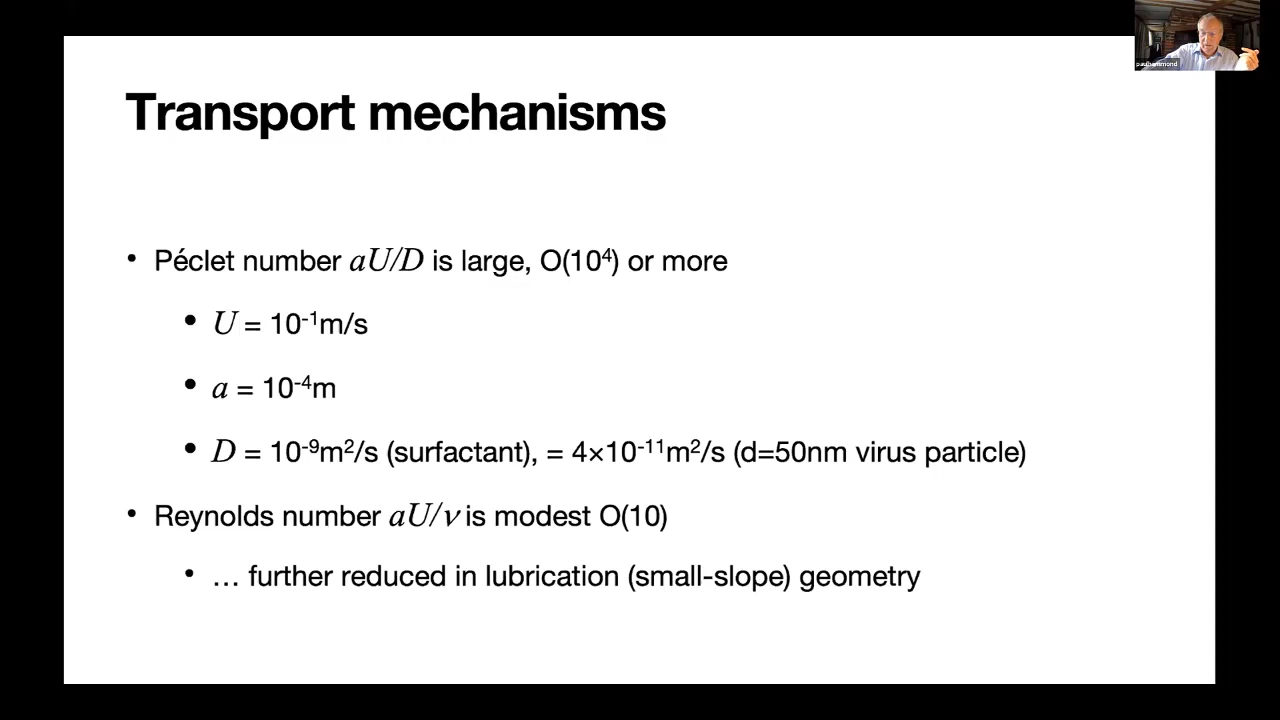 paulhammond
Transport mechanisms
• Péclet number aU/D is large, O(10⁴) or more
• U = 10⁻¹m/s
• a = 10⁻⁴m
• D = 10⁻⁹m²/s (surfactant), = 4×10⁻¹¹m²/s (d=50nm virus particle)
• Reynolds number aU/ν is modest O(10)
• … further reduced in lubrication (small-slope) geometry